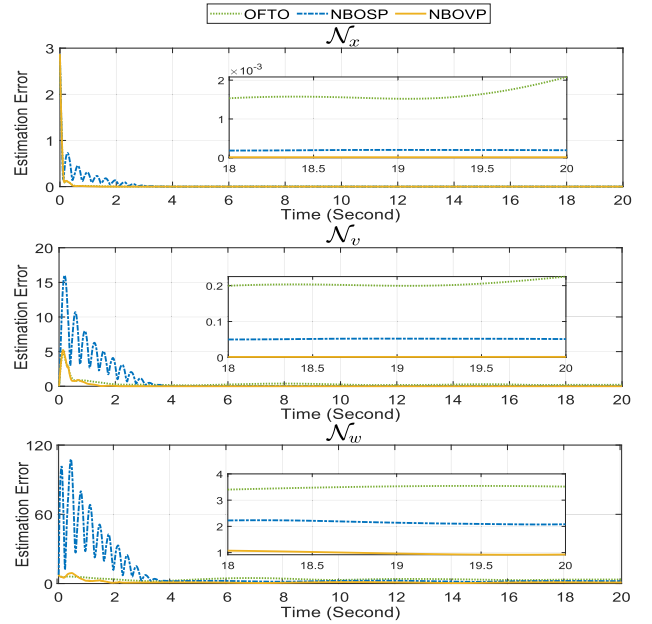 OFTO NBOSP NBOVP
𝒩x
Estimation Error
3
2
1
0
×10⁻³
2
1
0
18 18.5 19 19.5 20
0 2 4 6 8 10 12 14 16 18 20
Time (Second)
𝒩v
Estimation Error
20
15
10
5
0
0.2
0.1
0
18 18.5 19 19.5 20
0 2 4 6 8 10 12 14 16 18 20
Time (Second)
𝒩w
Estimation Error
120
60
0
4
3
2
1
18 18.5 19 19.5 20
0 2 4 6 8 10 12 14 16 18 20
Time (Second)